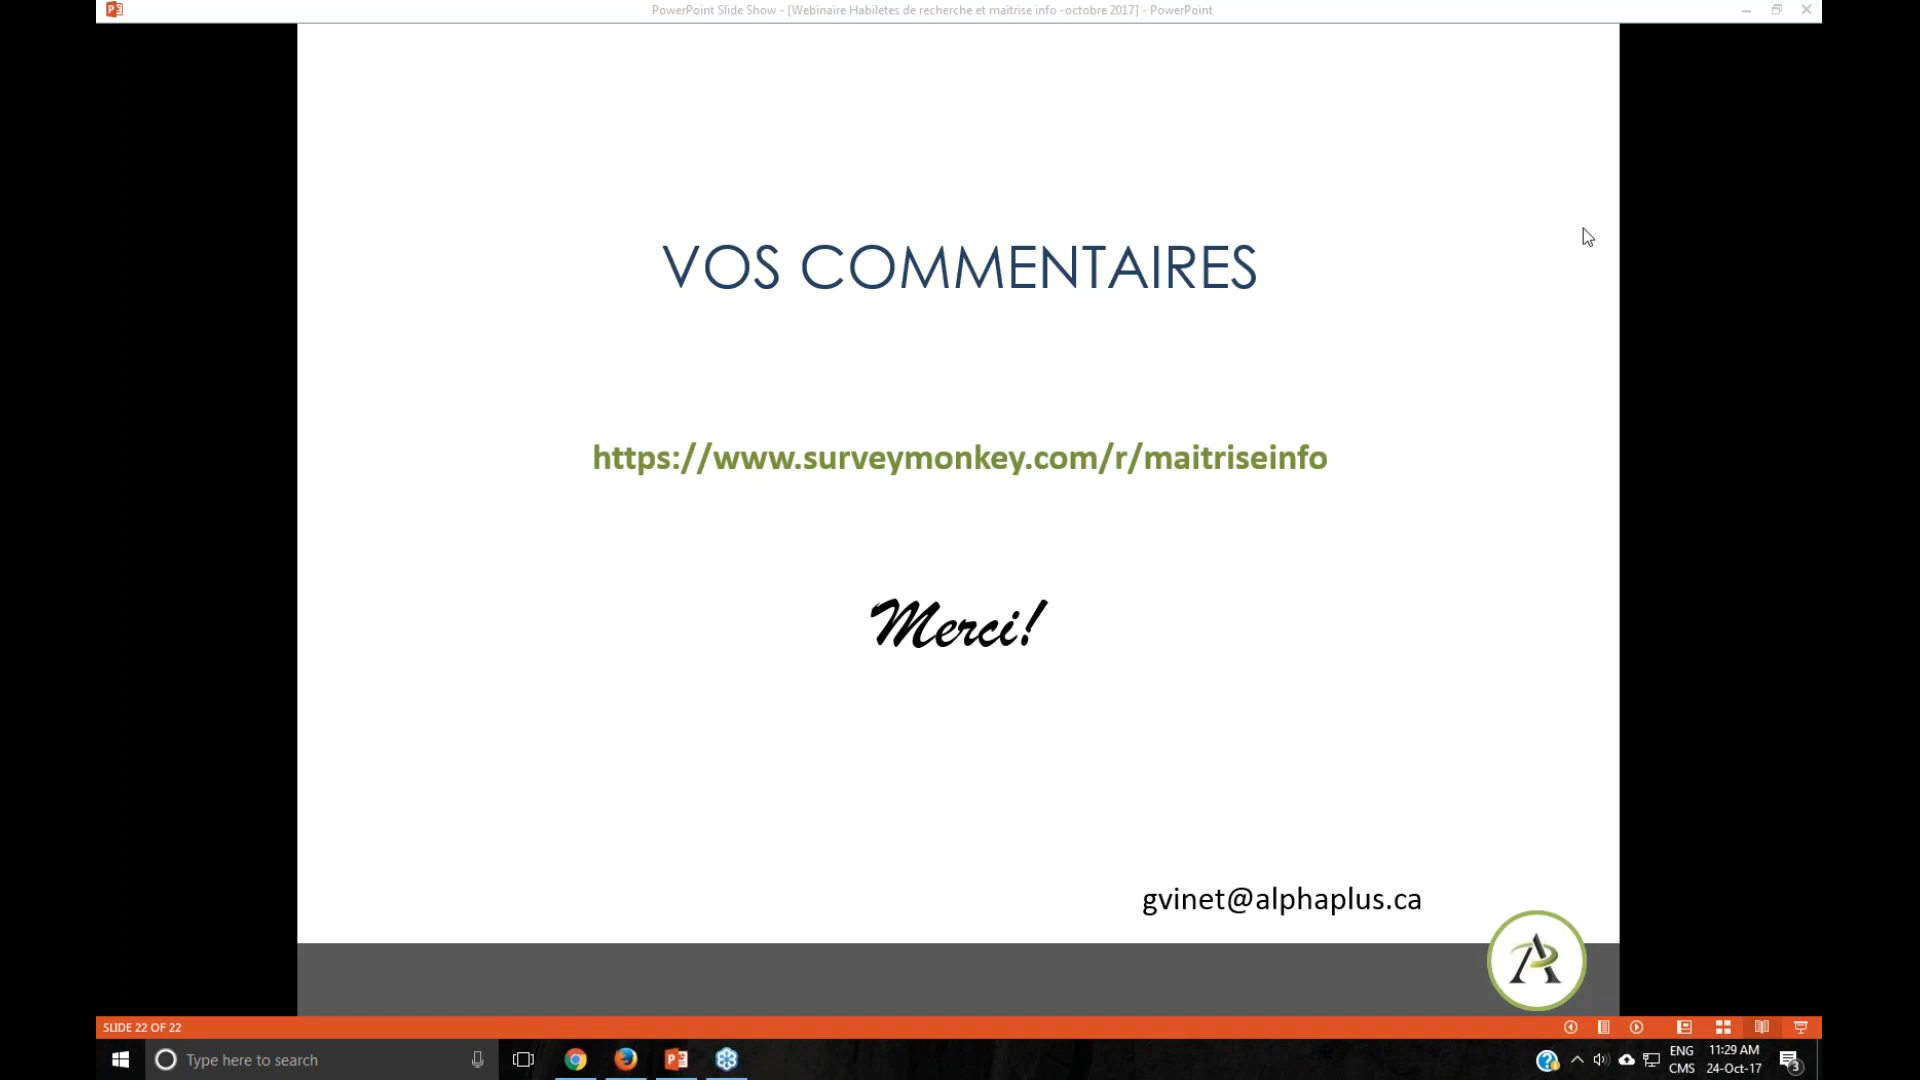 PowerPoint Slide Show - [Webinaire Habiletes de recherche et maitrise info -octobre 2017] - PowerPoint
VOS COMMENTAIRES
https://www.surveymonkey.com/r/maitriseinfo
Merci!
gvinet@alphaplus.ca
SLIDE 22 OF 22
Type here to search
ENG
CMS
11:29 AM
24-Oct-17
3